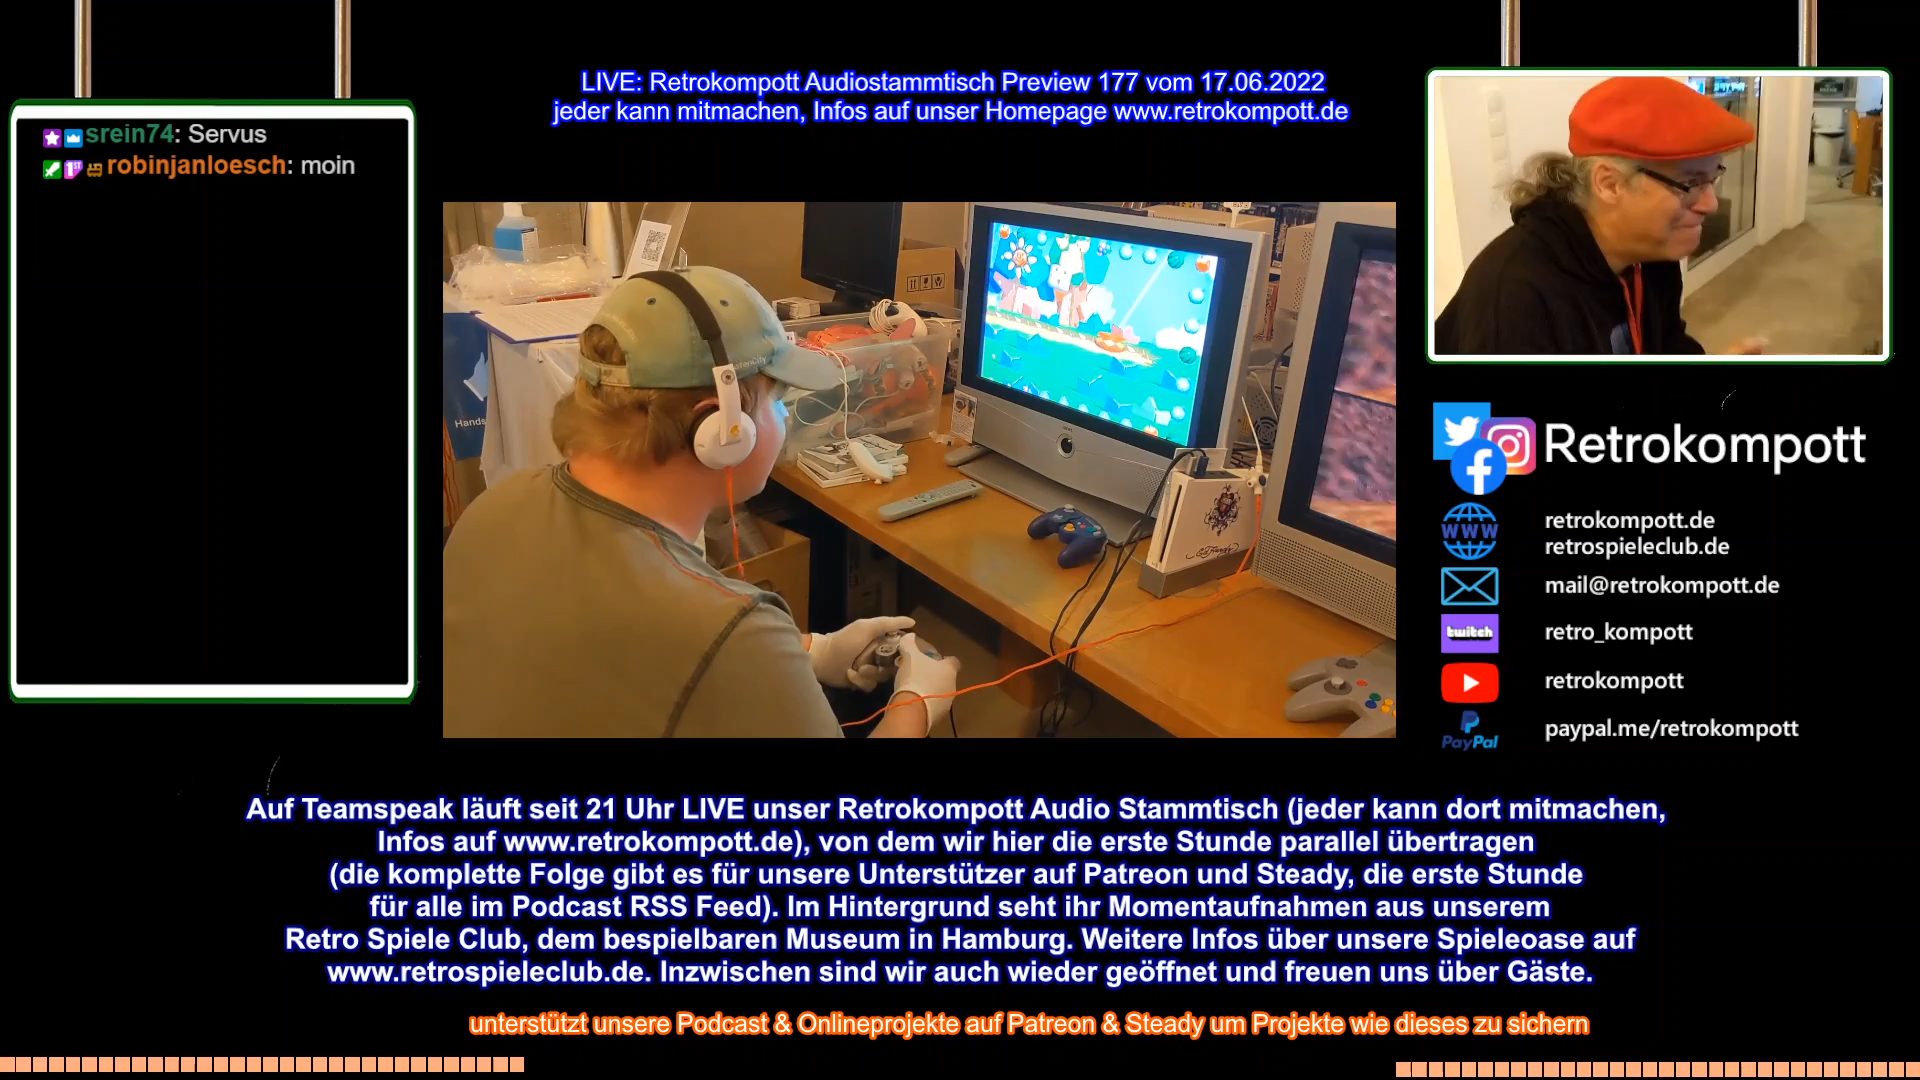 LIVE: Retrokompott Audiostammtisch Preview 177 vom 17.06.2022
jeder kann mitmachen, Infos auf unser Homepage www.retrokompott.de
srein74: Servus
robinjanloesch: moin
Hands
Retrokompott
www
retrokompott.de
retrospieleclub.de
mail@retrokompott.de
twitch
retro_kompott
retrokompott
PayPal
paypal.me/retrokompott
Auf Teamspeak läuft seit 21 Uhr LIVE unser Retrokompott Audio Stammtisch (jeder kann dort mitmachen,
Infos auf www.retrokompott.de), von dem wir hier die erste Stunde parallel übertragen
(die komplette Folge gibt es für unsere Unterstützer auf Patreon und Steady, die erste Stunde
für alle im Podcast RSS Feed). Im Hintergrund seht ihr Momentaufnahmen aus unserem
Retro Spiele Club, dem bespielbaren Museum in Hamburg. Weitere Infos über unsere Spieleoase auf
www.retrospieleclub.de. Inzwischen sind wir auch wieder geöffnet und freuen uns über Gäste.
unterstützt unsere Podcast & Onlineprojekte auf Patreon & Steady um Projekte wie dieses zu sichern